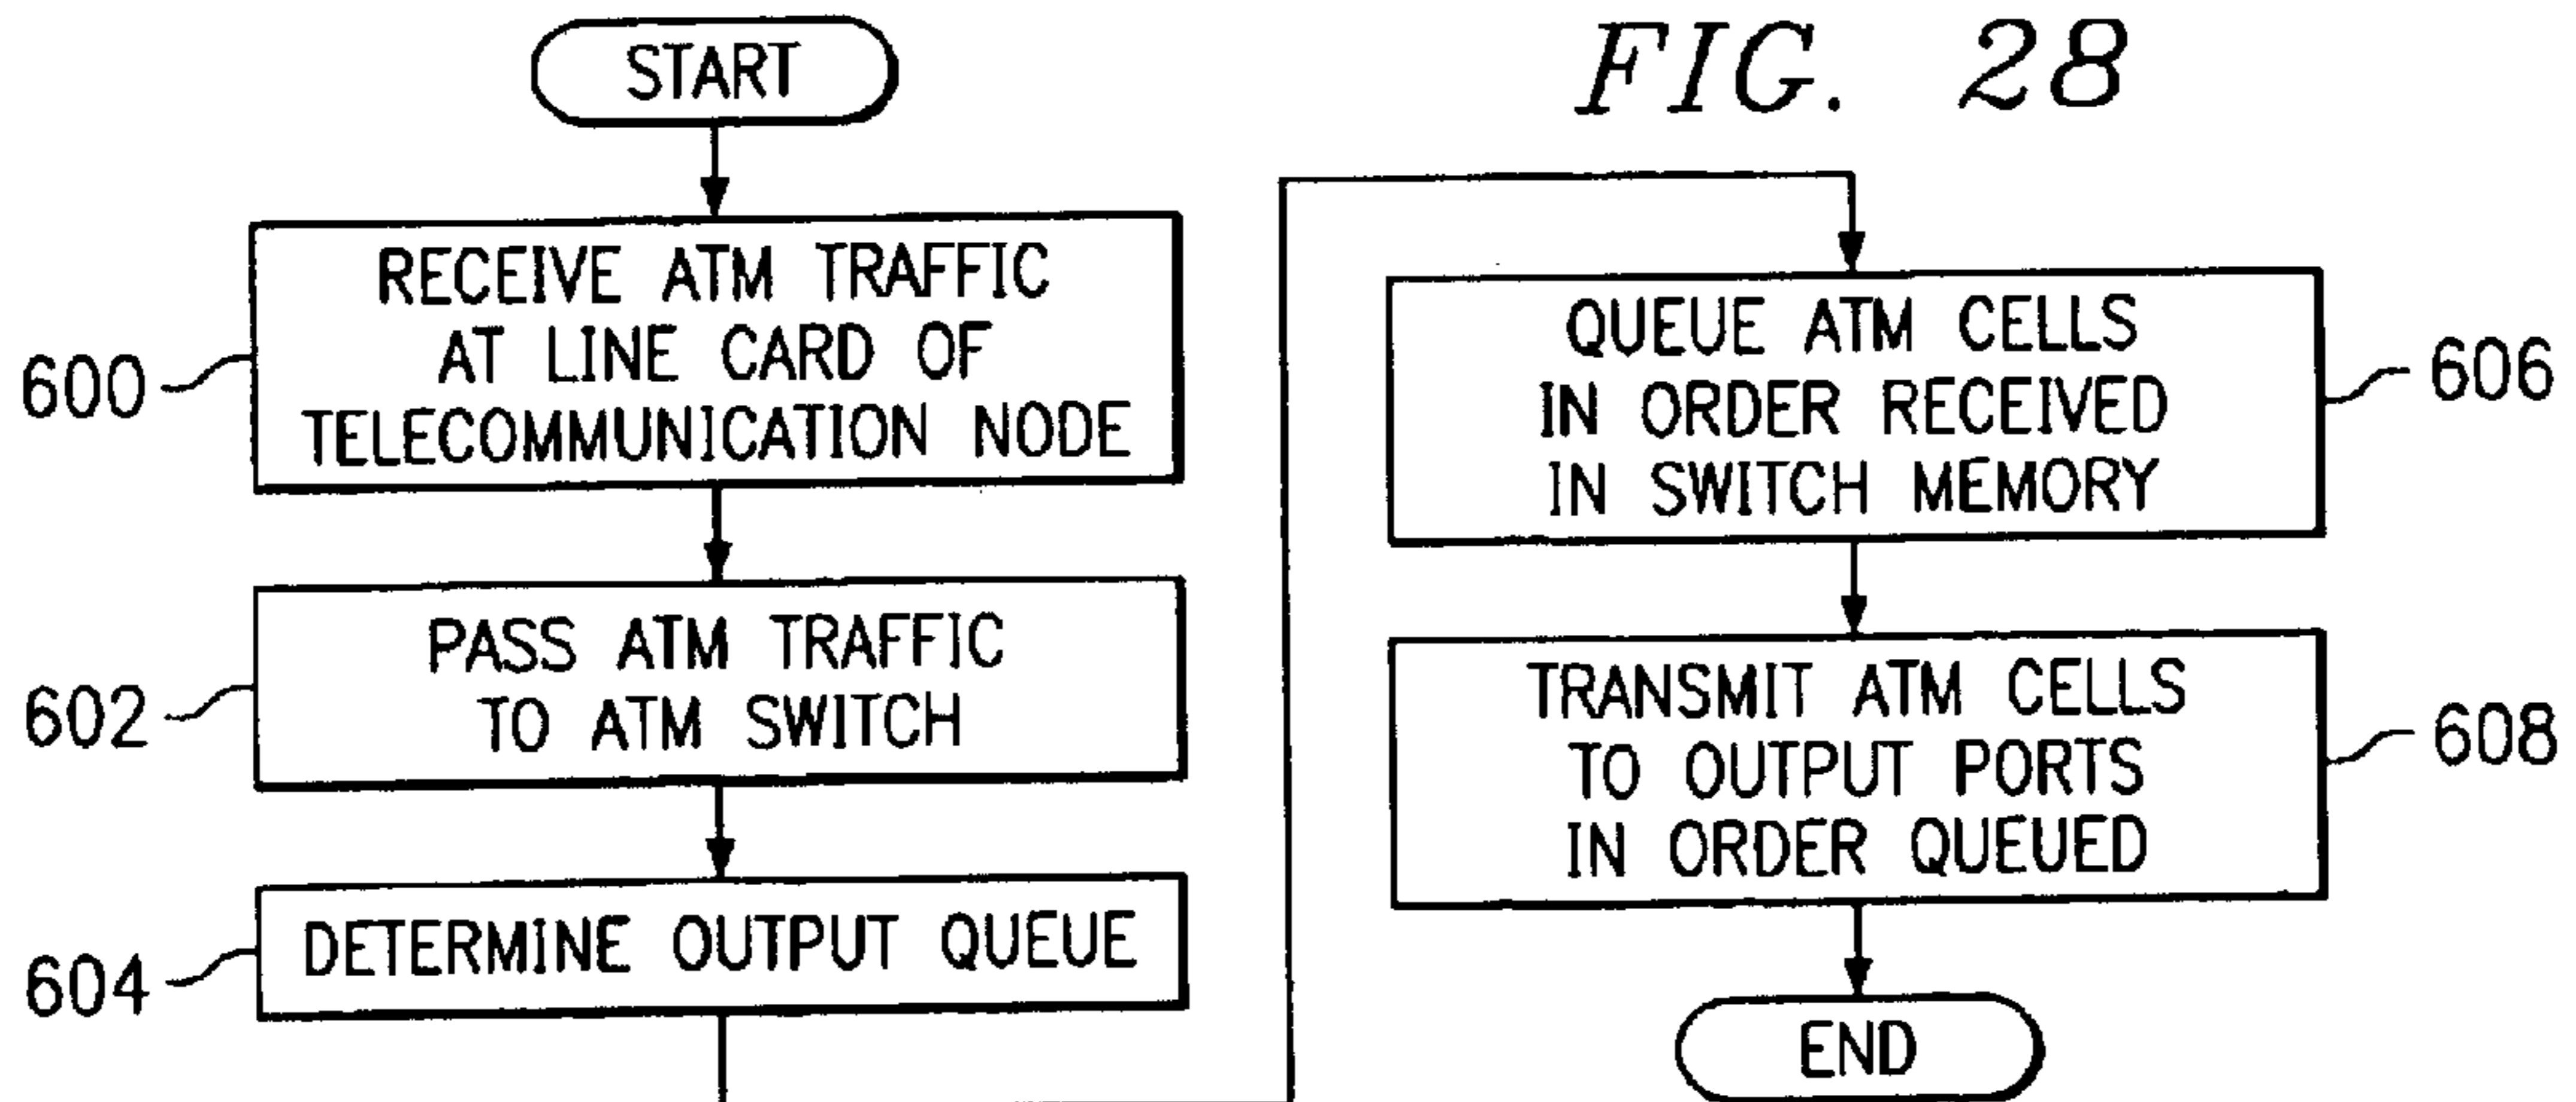 FIG. 28
START
600
RECEIVE ATM TRAFFIC
AT LINE CARD OF
TELECOMMUNICATION NODE
602
PASS ATM TRAFFIC
TO ATM SWITCH
604
DETERMINE OUTPUT QUEUE
QUEUE ATM CELLS
IN ORDER RECEIVED
IN SWITCH MEMORY
606
TRANSMIT ATM CELLS
TO OUTPUT PORTS
IN ORDER QUEUED
608
END